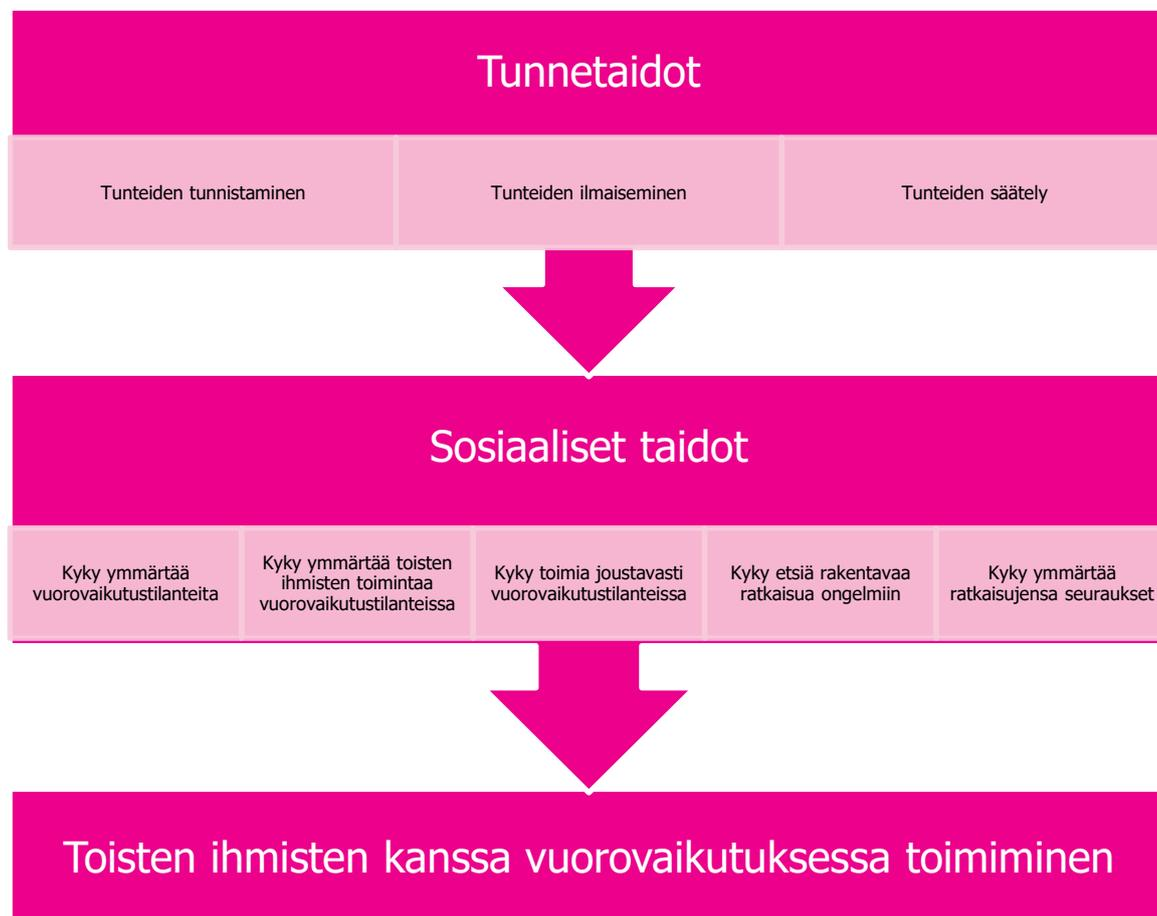 Tunnetaidot
Tunteiden tunnistaminen
Tunteiden ilmaiseminen
Tunteiden säätely
Sosiaaliset taidot
Kyky ymmärtää
vuorovaikutustilanteita
Kyky ymmärtää toisten
ihmisten toimintaa
vuorovaikutustilanteissa
Kyky toimia joustavasti
vuorovaikutustilanteissa
Kyky etsiä rakentavaa
ratkaisua ongelmiin
Kyky ymmärtää
ratkaisujensa seuraukset
Toisten ihmisten kanssa vuorovaikutuksessa toimiminen